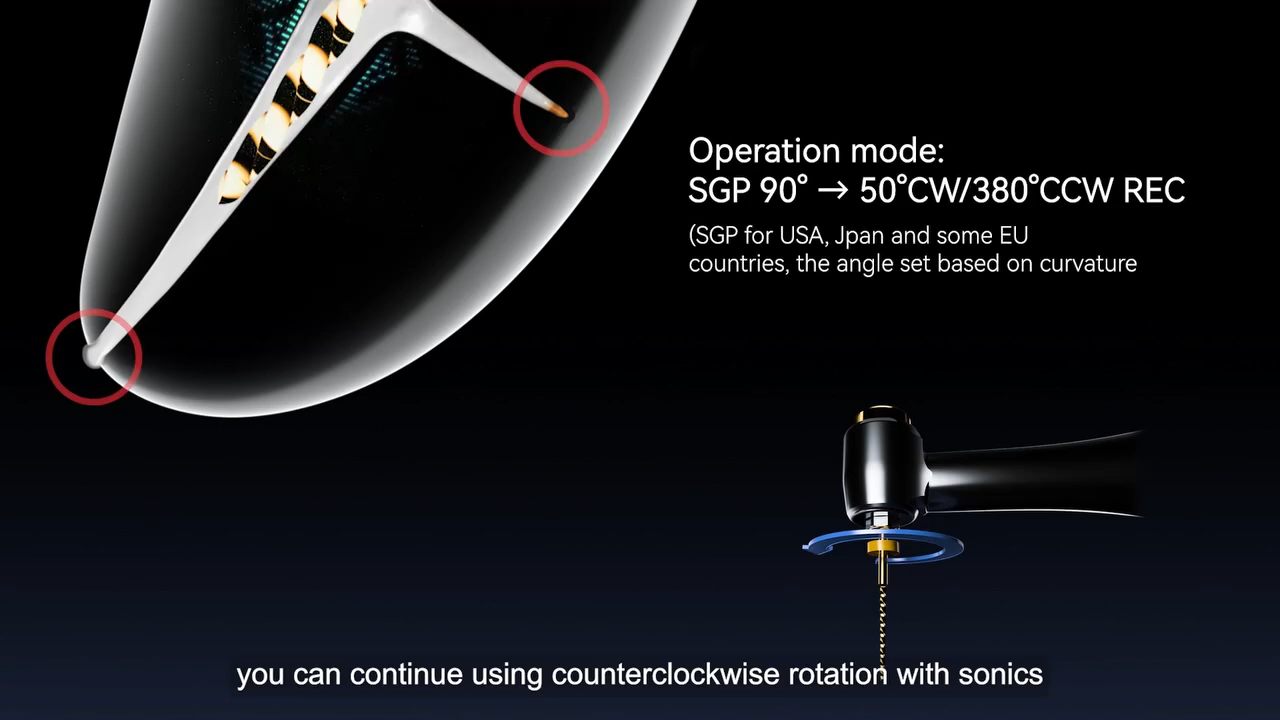 Operation mode:
SGP 90° → 50°CW/380°CCW REC
(SGP for USA, Jpan and some EU
countries, the angle set based on curvature
you can continue using counterclockwise rotation with sonics